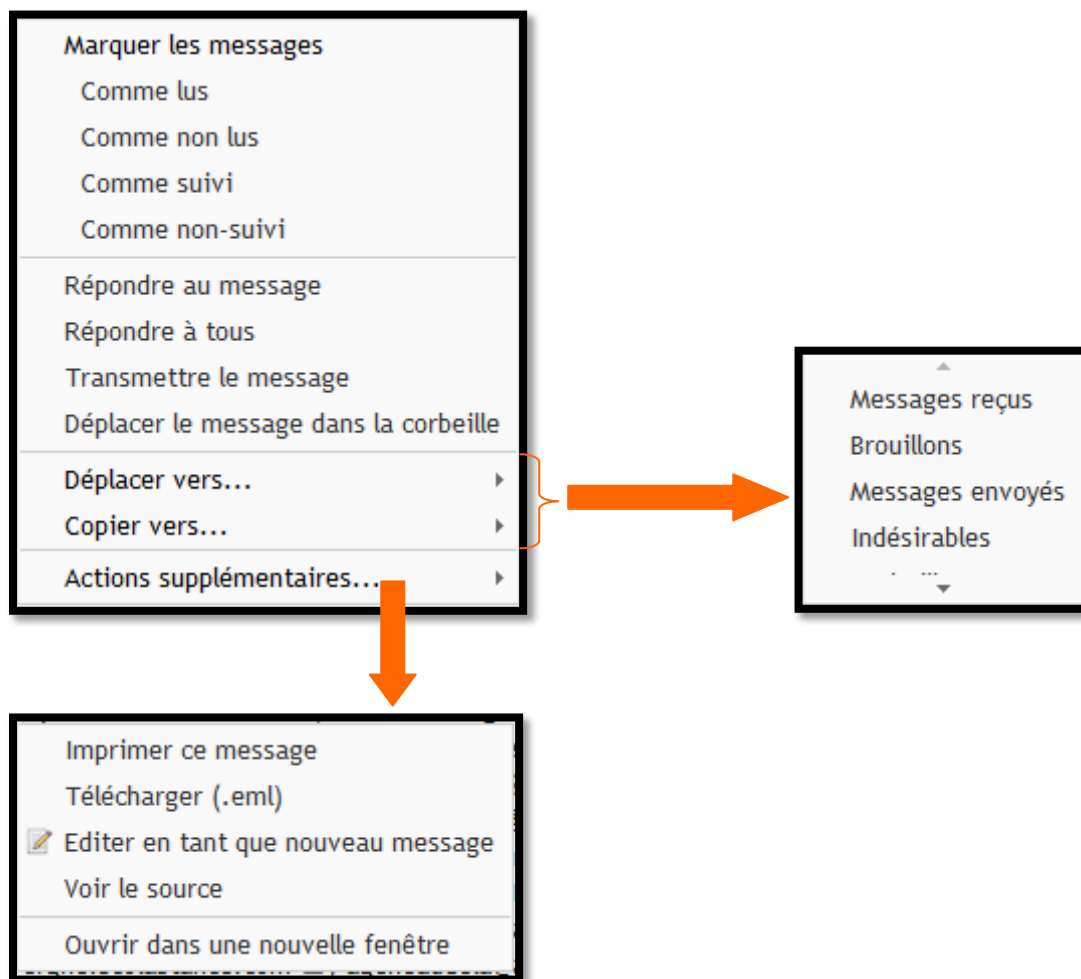 Marquer les messages
Comme lus
Comme non lus
Comme suivi
Comme non-suivi
Répondre au message
Répondre à tous
Transmettre le message
Déplacer le message dans la corbeille
Déplacer vers...
Copier vers...
Actions supplémentaires...
Messages reçus
Brouillons
Messages envoyés
Indésirables
Imprimer ce message
Télécharger (.eml)
Editer en tant que nouveau message
Voir le source
Ouvrir dans une nouvelle fenêtre